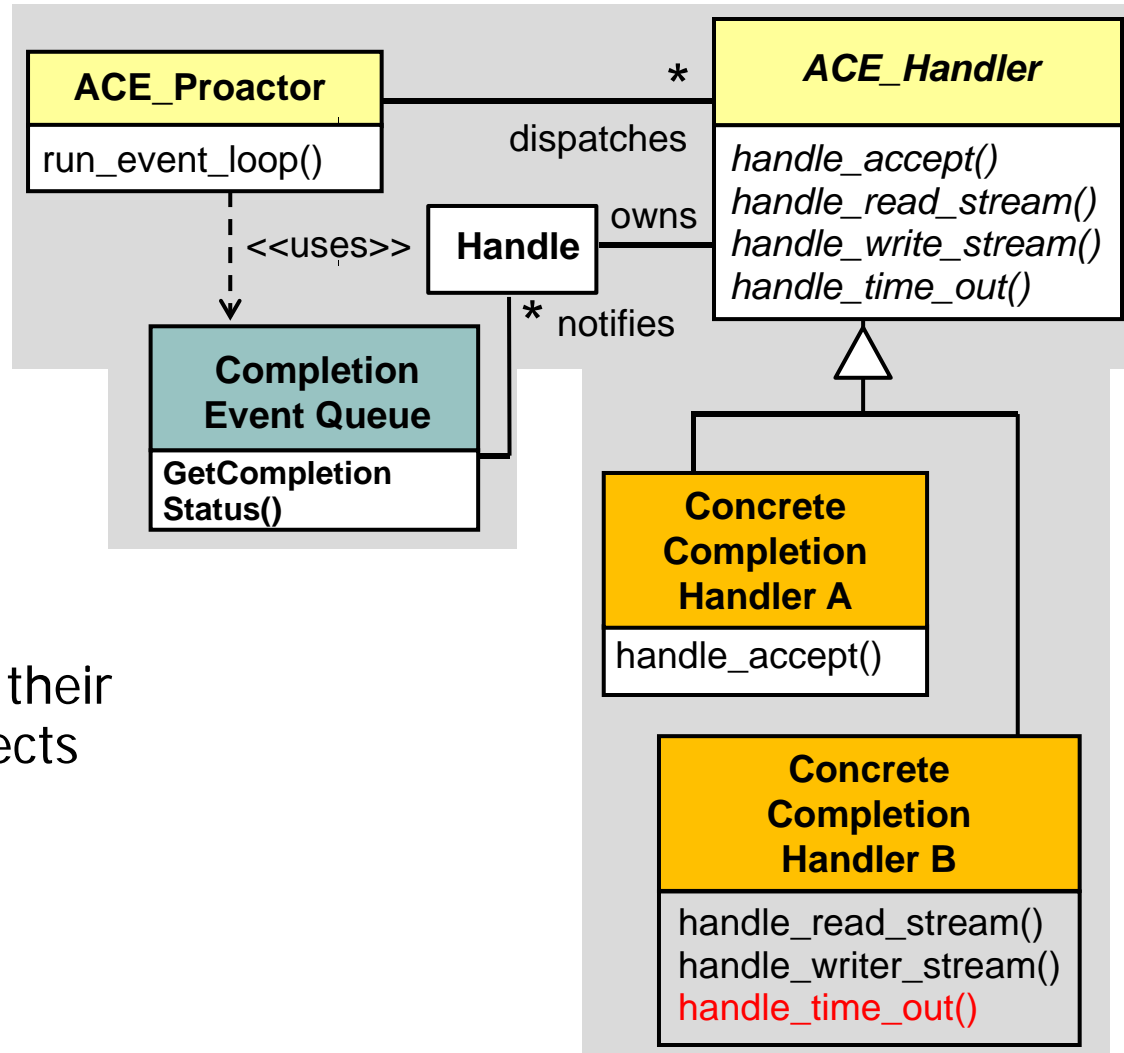 ACE_Proactor
run_event_loop()
*
dispatches
ACE_Handler
handle_accept()
handle_read_stream()
handle_write_stream()
handle_time_out()
<<uses>>
Handle
owns
* notifies
Completion
Event Queue
GetCompletion
Status()
Concrete
Completion
Handler A
handle_accept()
their
ects
Concrete
Completion
Handler B
handle_read_stream()
handle_writer_stream()
handle_time_out()